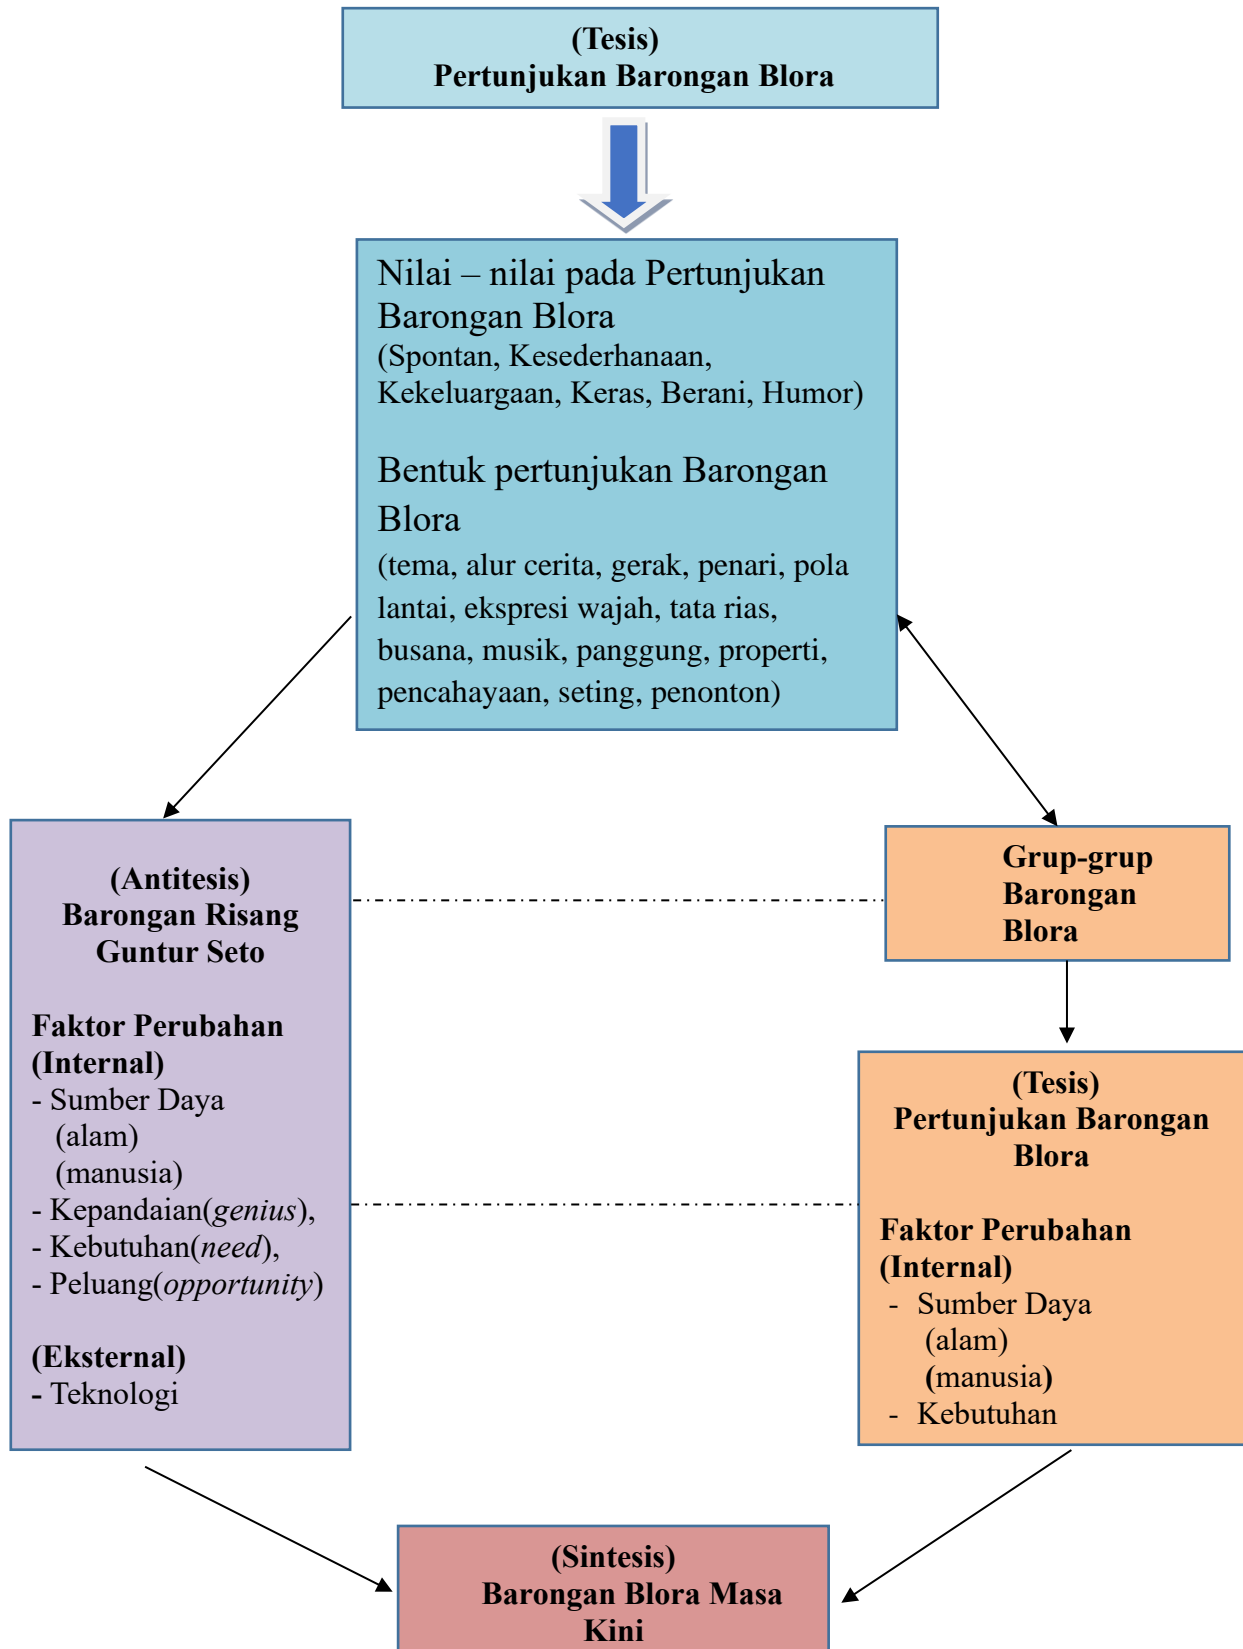 (Tesis)
Pertunjukan Barongan Blora
Nilai – nilai pada Pertunjukan
Barongan Blora
(Spontan, Kesederhanaan,
Kekeluargaan, Keras, Berani, Humor)
Bentuk pertunjukan Barongan
Blora
(tema, alur cerita, gerak, penari, pola
lantai, ekspresi wajah, tata rias,
busana, musik, panggung, properti,
pencahayaan, seting, penonton)
(Antitesis)
Barongan Risang
Guntur Seto
Faktor Perubahan
(Internal)
- Sumber Daya
(alam)
(manusia)
- Kepandaian(genius),
- Kebutuhan(need),
- Peluang(opportunity)
(Eksternal)
- Teknologi
Grup-grup
Barongan
Blora
(Tesis)
Pertunjukan Barongan
Blora
Faktor Perubahan
(Internal)
- Sumber Daya
(alam)
(manusia)
- Kebutuhan
(Sintesis)
Barongan Blora Masa
Kini